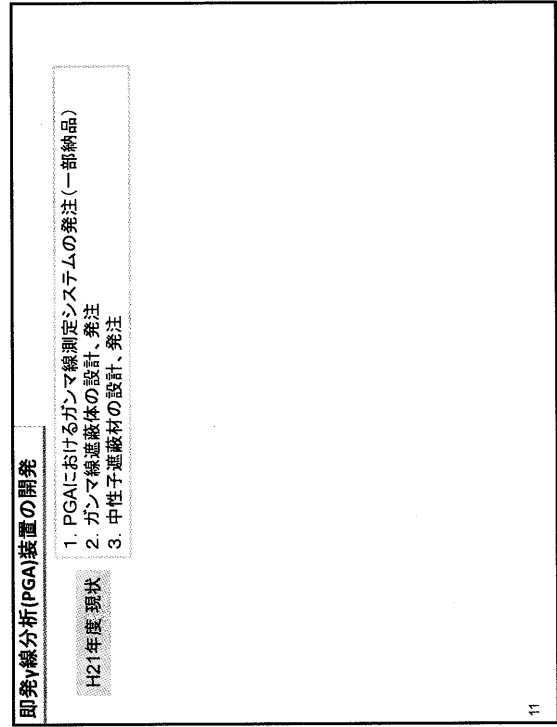 即発γ線分析(PGA)装置の開発
H21年度 現状
1. PGAにおけるガンマ線測定システムの発注(一部納品)
2. ガンマ線遮蔽体の設計、発注
3. 中性子遮蔽材の設計、発注
11